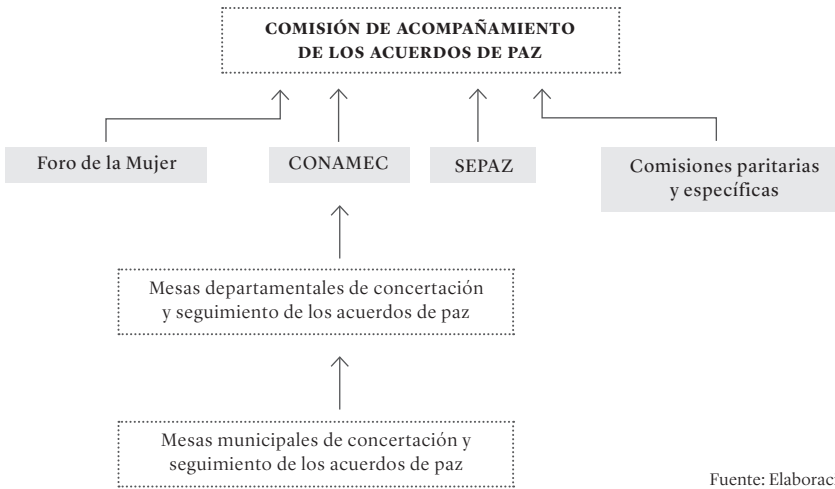 COMISIÓN DE ACOMPAÑAMIENTO
DE LOS ACUERDOS DE PAZ
Foro de la Mujer
CONAMEC
SEPAZ
Comisiones paritarias
y específicas
Mesas departamentales de concertación
y seguimiento de los acuerdos de paz
Mesas municipales de concertación y
seguimiento de los acuerdos de paz
Fuente: Elaborac